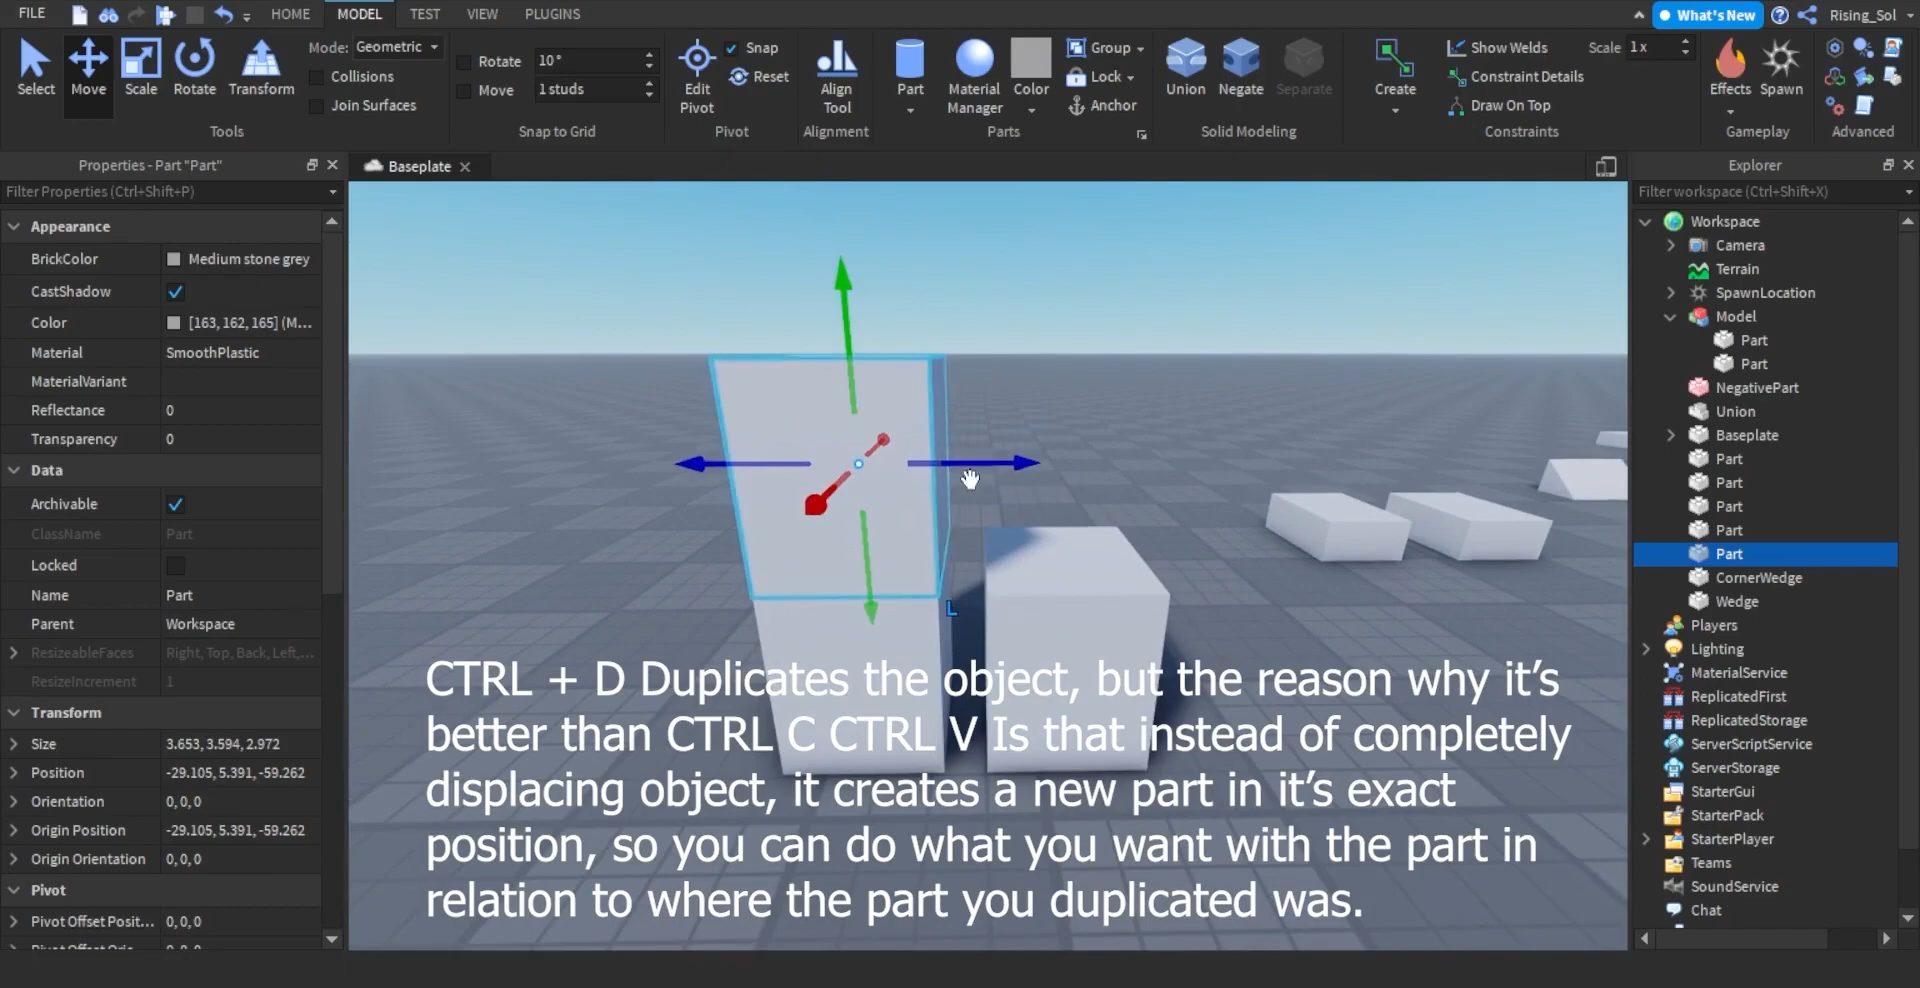 FILE
HOME
MODEL
TEST
VIEW
PLUGINS
What's New
Rising_Sol
Select
Move
Scale
Rotate
Transform
Mode: Geometric
Collisions
Join Surfaces
Tools
Rotate 10°
Move 1 studs
Snap to Grid
Edit Pivot
Snap
Reset
Pivot
Align Tool
Alignment
Part
Material Manager
Color
Group
Lock
Anchor
Parts
Union
Negate
Separate
Solid Modeling
Create
Show Welds
Scale 1 x
Constraint Details
Draw On Top
Constraints
Effects
Spawn
Gameplay
Advanced
Properties - Part "Part"
Filter Properties (Ctrl+Shift+P)
Appearance
BrickColor Medium stone grey
CastShadow
Color [163, 162, 165] (M...
Material SmoothPlastic
MaterialVariant
Reflectance 0
Transparency 0
Data
Archivable
ClassName Part
Locked
Name Part
Parent Workspace
ResizeableFaces Right, Top, Back, Left,...
ResizeIncrement 1
Transform
Size 3.653, 3.594, 2.972
Position -29.105, 5.391, -59.262
Orientation 0, 0, 0
Origin Position -29.105, 5.391, -59.262
Origin Orientation 0, 0, 0
Pivot
Pivot Offset Posit... 0, 0, 0
Baseplate
L
CTRL + D Duplicates the object, but the reason why it's
better than CTRL C CTRL V Is that instead of completely
displacing object, it creates a new part in it's exact
position, so you can do what you want with the part in
relation to where the part you duplicated was.
Explorer
Filter workspace (Ctrl+Shift+X)
Workspace
Camera
Terrain
SpawnLocation
Model
Part
Part
NegativePart
Union
Baseplate
Part
Part
Part
Part
Part
CornerWedge
Wedge
Players
Lighting
MaterialService
ReplicatedFirst
ReplicatedStorage
ServerScriptService
ServerStorage
StarterGui
StarterPack
StarterPlayer
Teams
SoundService
Chat